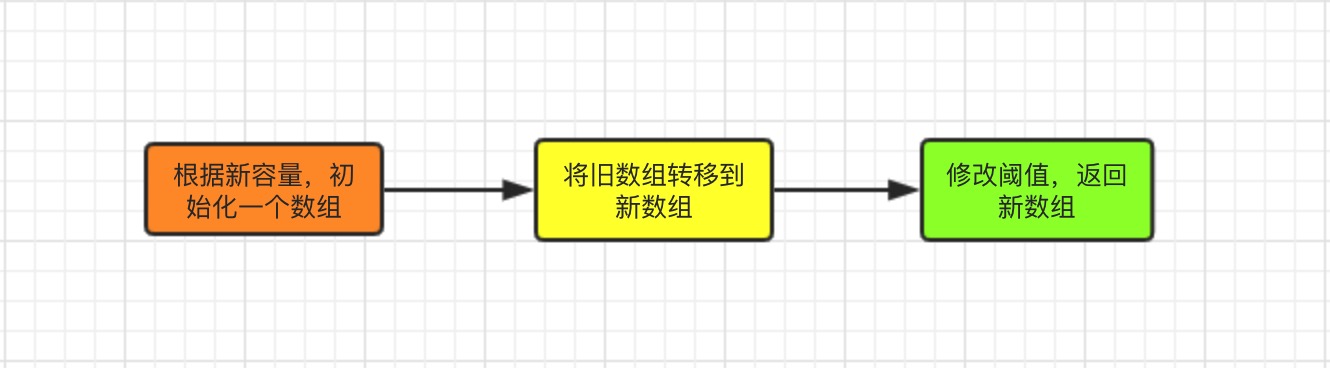 根据新容量，初
始化一个数组
将旧数组转移到
新数组
修改阈值，返回
新数组